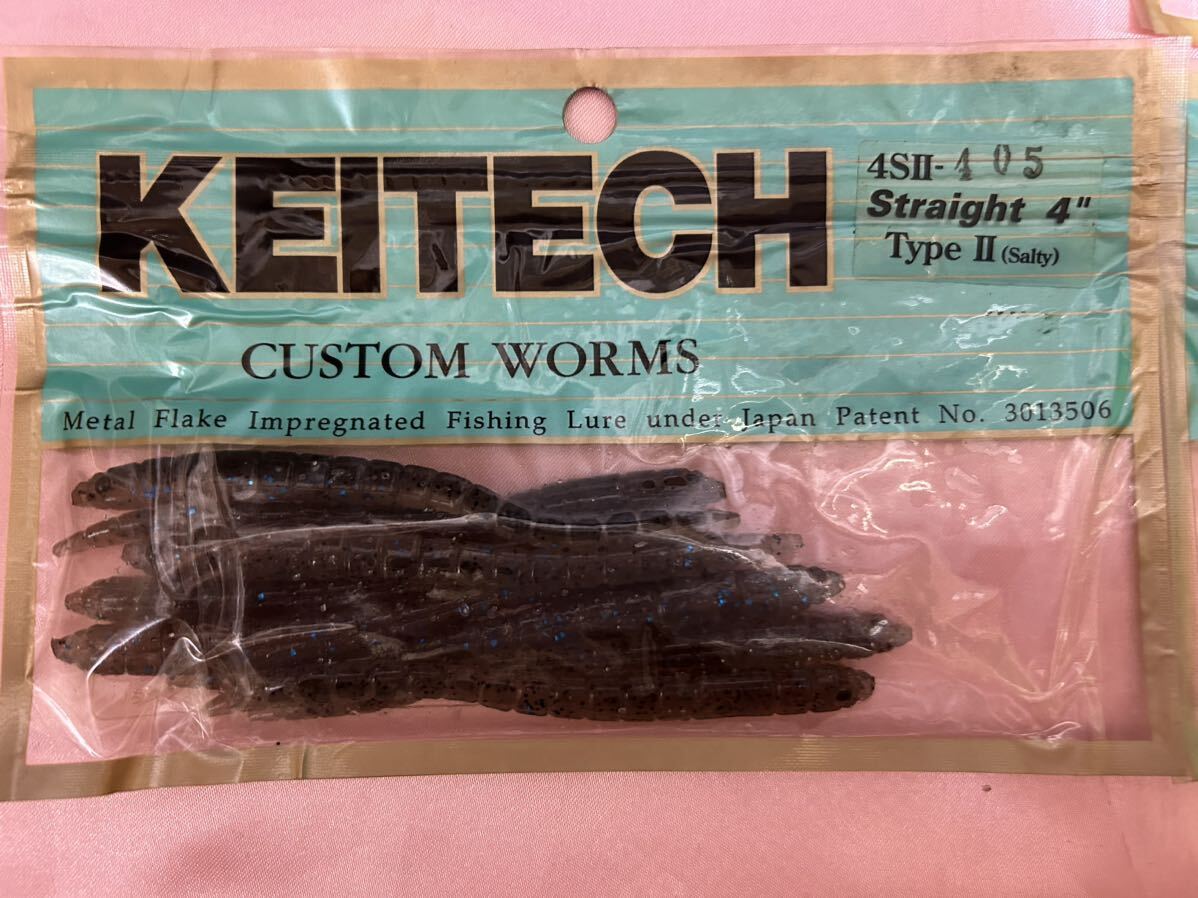 KEITECH
4SII-405
Straight 4"
Type II (Salty)
CUSTOM WORMS
Metal Flake Impregnated Fishing Lure under Japan Patent No. 3013506